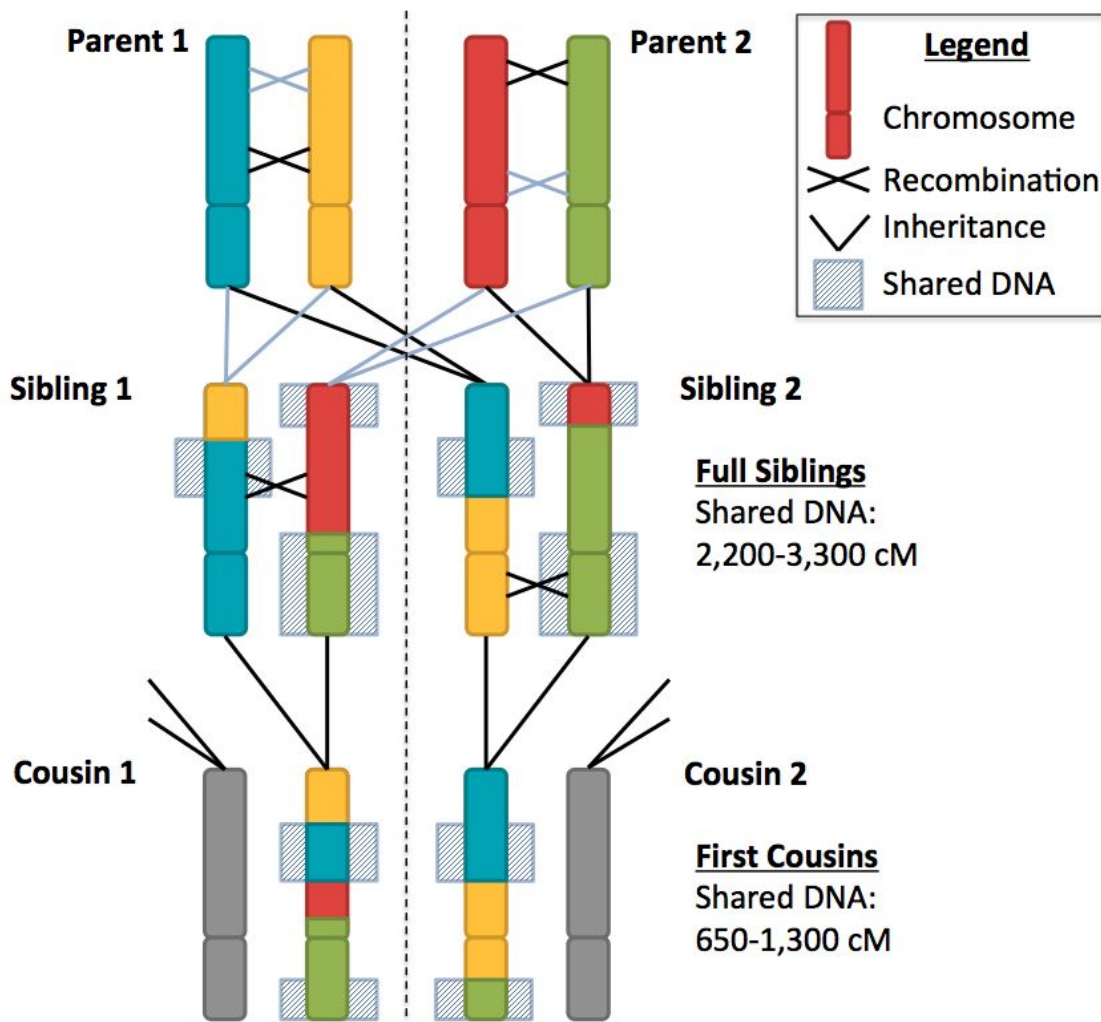 Parent 1
Parent 2
Legend
Chromosome
Recombination
Inheritance
Shared DNA
Sibling 1
Sibling 2
Full Siblings
Shared DNA:
2,200-3,300 cM
Cousin 1
Cousin 2
First Cousins
Shared DNA:
650-1,300 cM